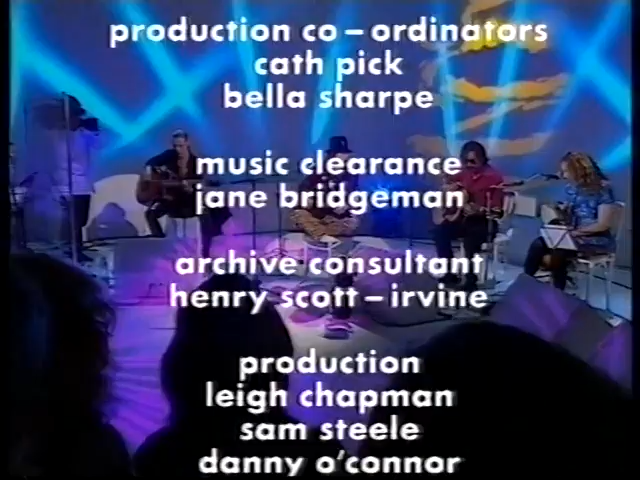 production co-ordinators
cath pick
bella sharpe
music clearance
jane bridgeman
archive consultant
henry scott-irvine
production
leigh chapman
sam steele
danny o'connor